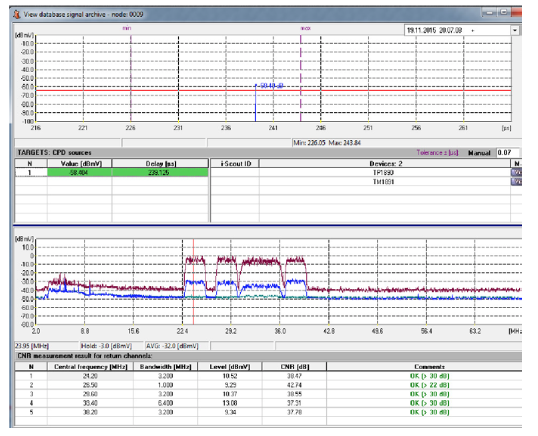 View database signal archive - node: 0009
min
max
19.11.2015 20.07.08
[dBmV]
-10.0
-20.0
-30.0
-40.0
-50.0
-60.0
-70.0
-80.0
-90.0
-100
-58.40 dB
216 221 226 231 236 241 246 251 256 261 [µs]
Min: 226.05 Max: 243.84
TARGETS: CPD sources
Tolerance ± [µs] Manual 0.07
N Value [dBmV] Delay [µs] i-Scout ID Devices: 2
1 -58.404 239.125 TP1890
TM1891
[dBmV]
10.0
0
-10.0
-20.0
-30.0
-40.0
-50.0
-60.0
-70.0
-80.0
2.0 8.8 15.6 22.4 29.2 36.0 42.8 49.6 56.4 63.2 [MHz
23.95 [MHz] Hold: -3.0 [dBmV] AVG: -32.0 [dBmV]
CNR measurement result for return channels:
N Central frequency [MHz] Bandwidth [MHz] Level [dBmV] CNR [dB] Comments
1 24.20 3.200 10.52 38.47 OK (> 30 dB)
2 26.50 1.000 9.29 42.74 OK (> 22 dB)
3 28.60 3.200 10.37 38.55 OK (> 30 dB)
4 33.40 6.400 13.08 37.31 OK (> 30 dB)
5 38.20 3.200 9.34 37.78 OK (> 30 dB)